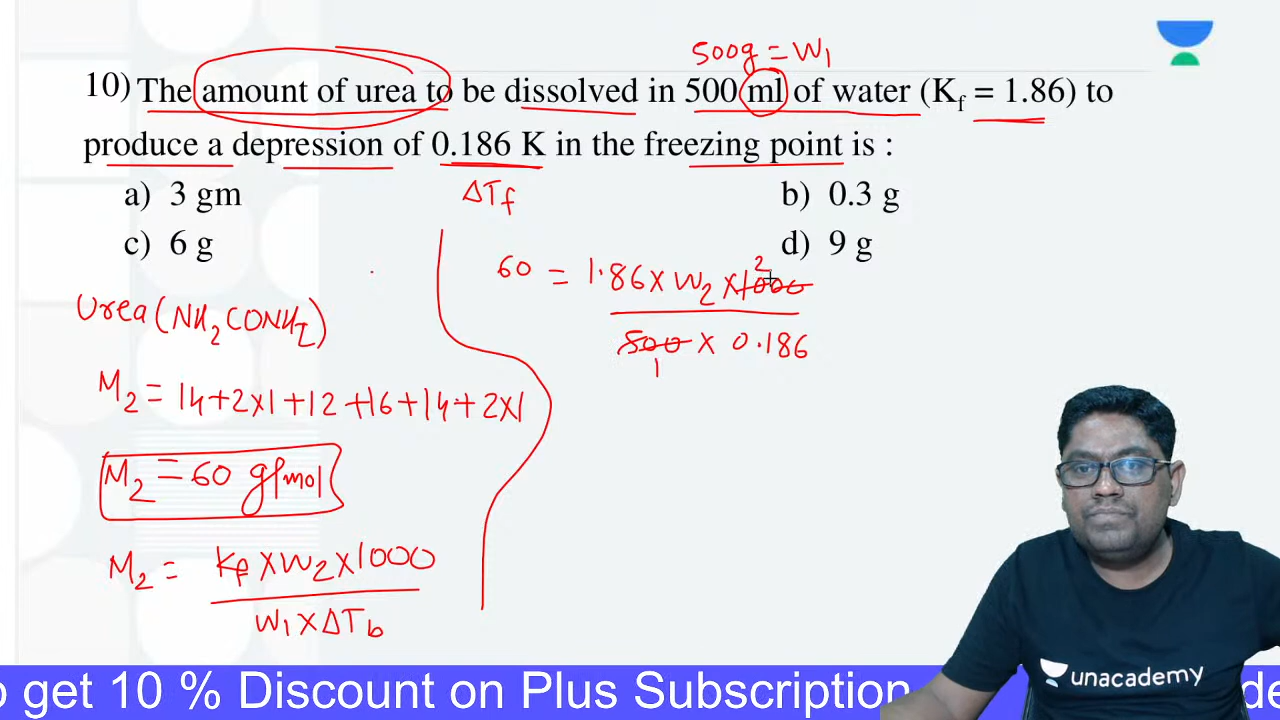 500g = W₁
10) The amount of urea to be dissolved in 500 ml of water (Kf = 1.86) to
produce a depression of 0.186 K in the freezing point is :
ΔTf
a) 3 gm
b) 0.3 g
c) 6 g
d) 9 g
60 = 1.86 x W₂ x 1000 2
500 x 0.186
1
Urea (NH₂CONH₂)
M₂ = 14+2x1+12+16+14+2x1
M₂ = 60 g/mol
M₂ = Kf x W₂ x 1000
W₁ x ΔTb
unacademy
o get 10 % Discount on Plus Subscription
de